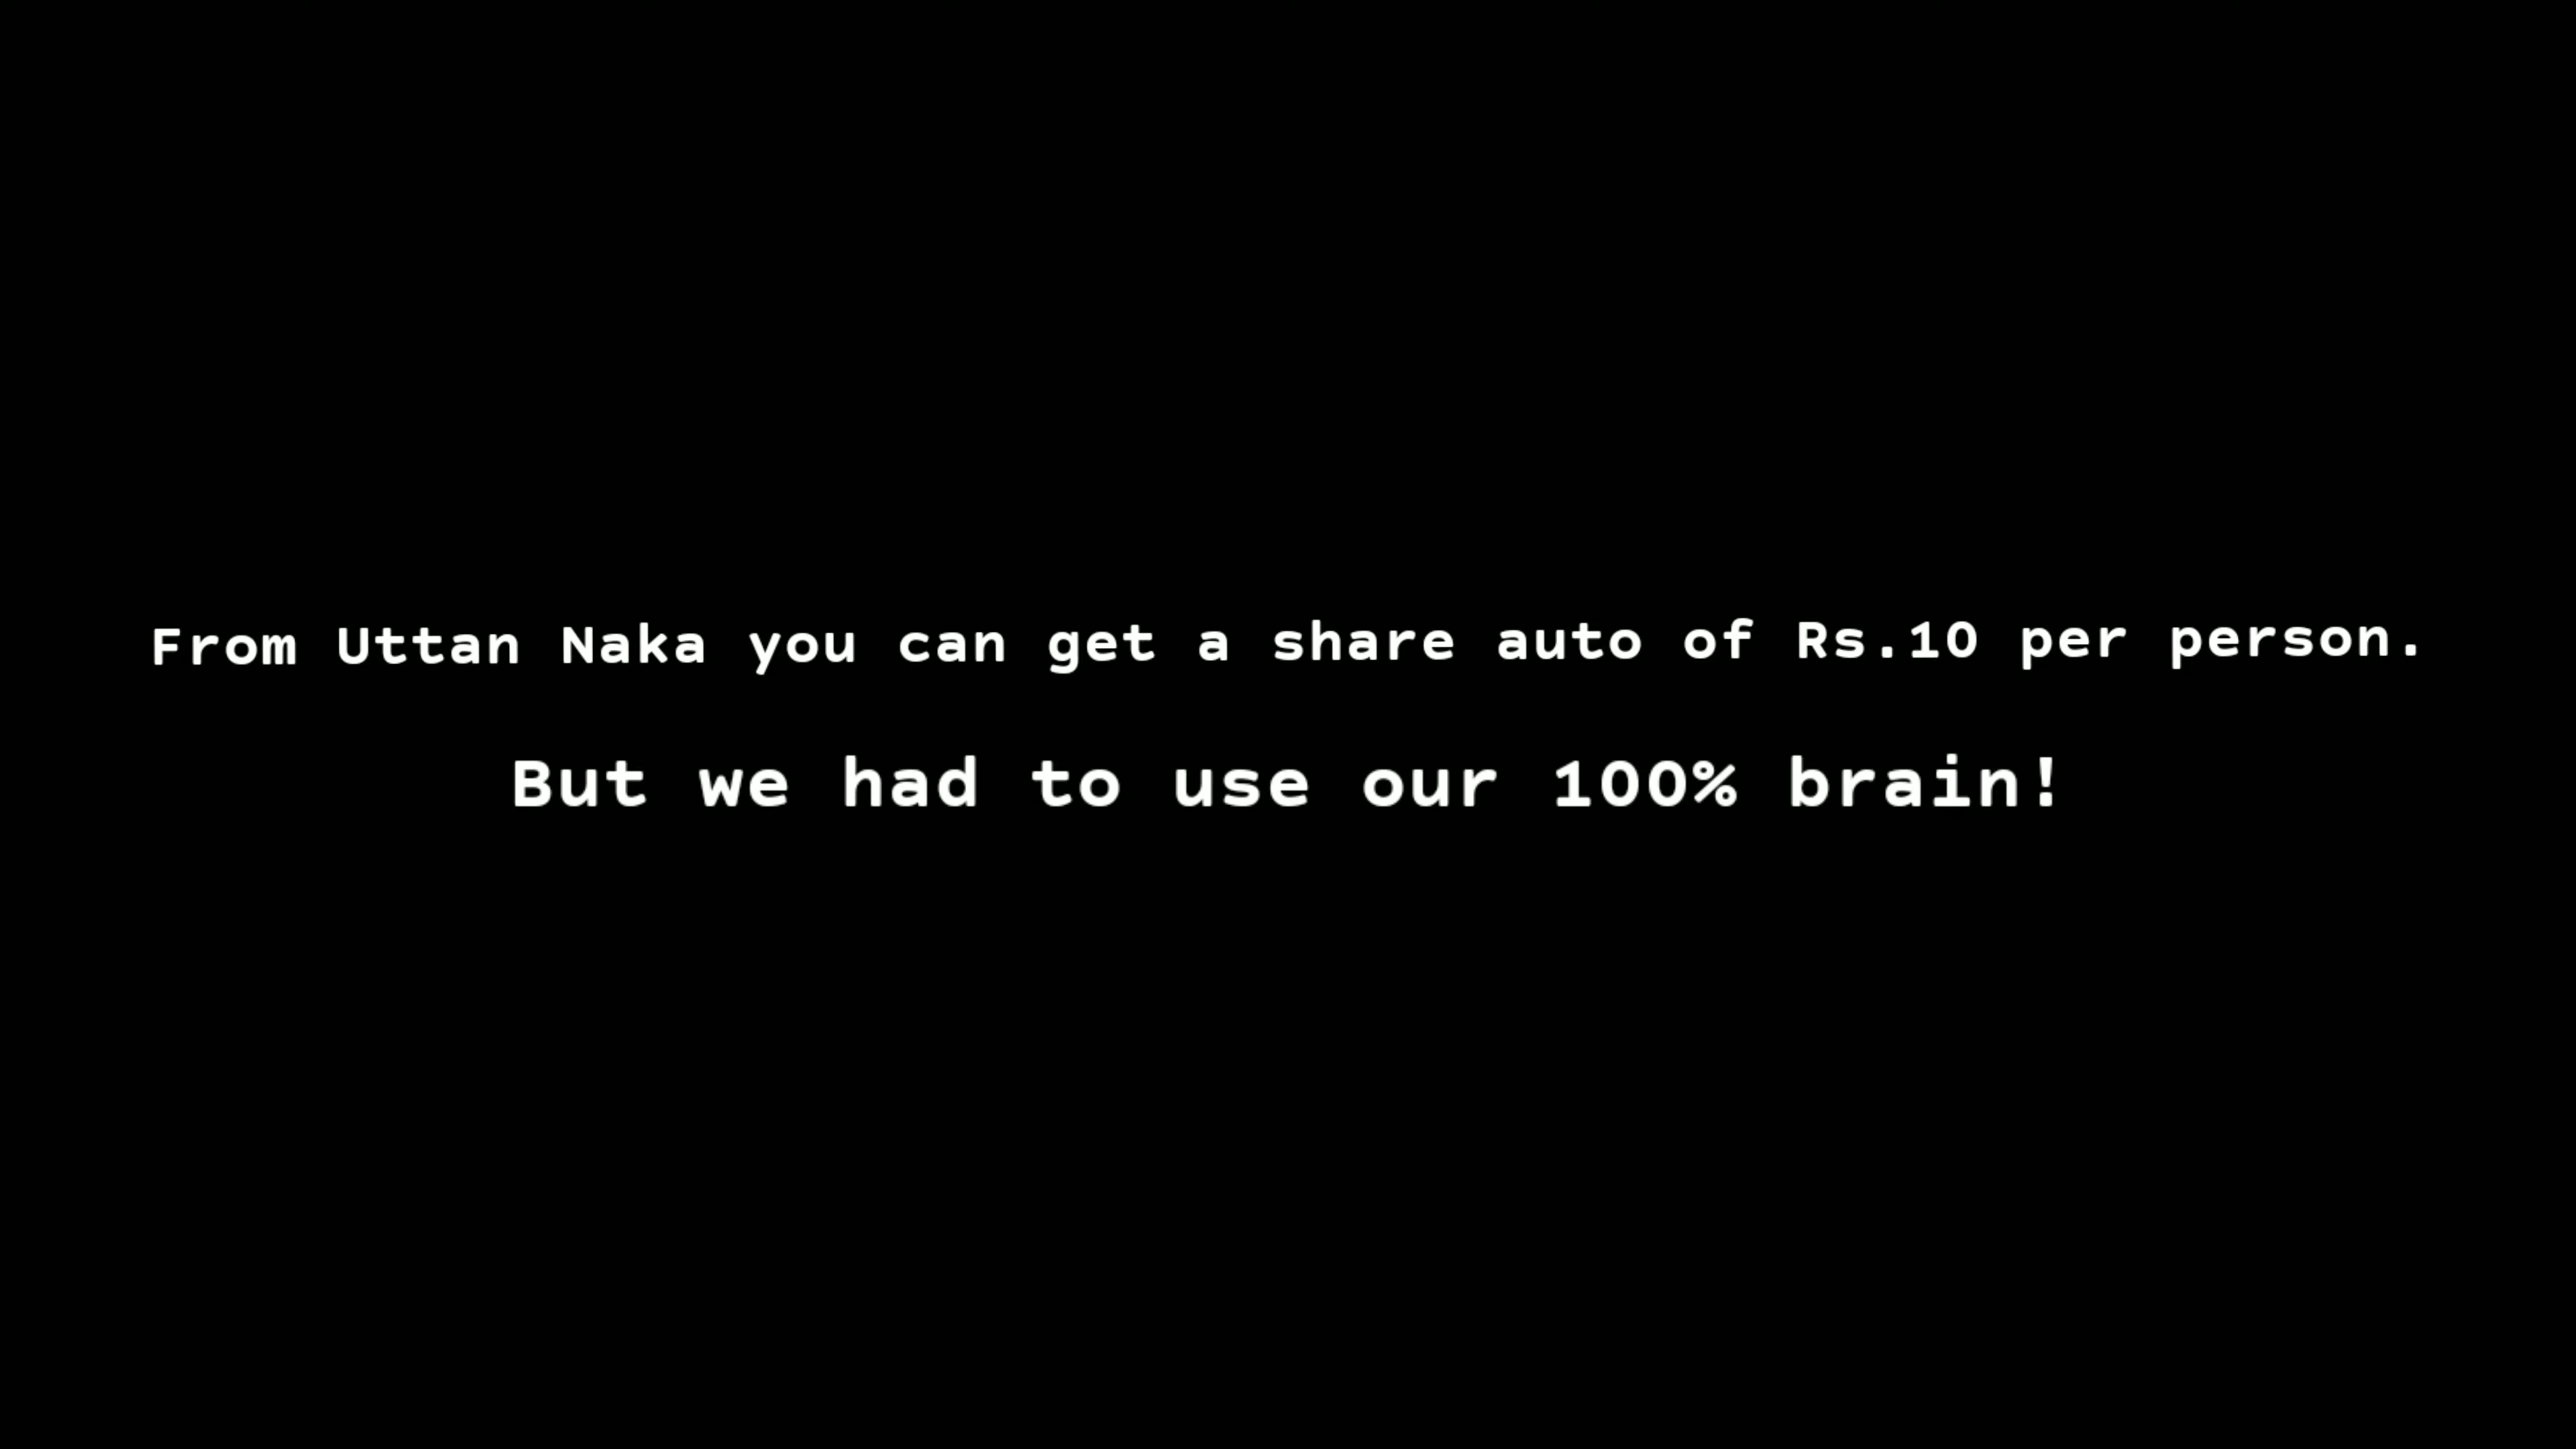 From Uttan Naka you can get a share auto of Rs.10 per person.
But we had to use our 100% brain!